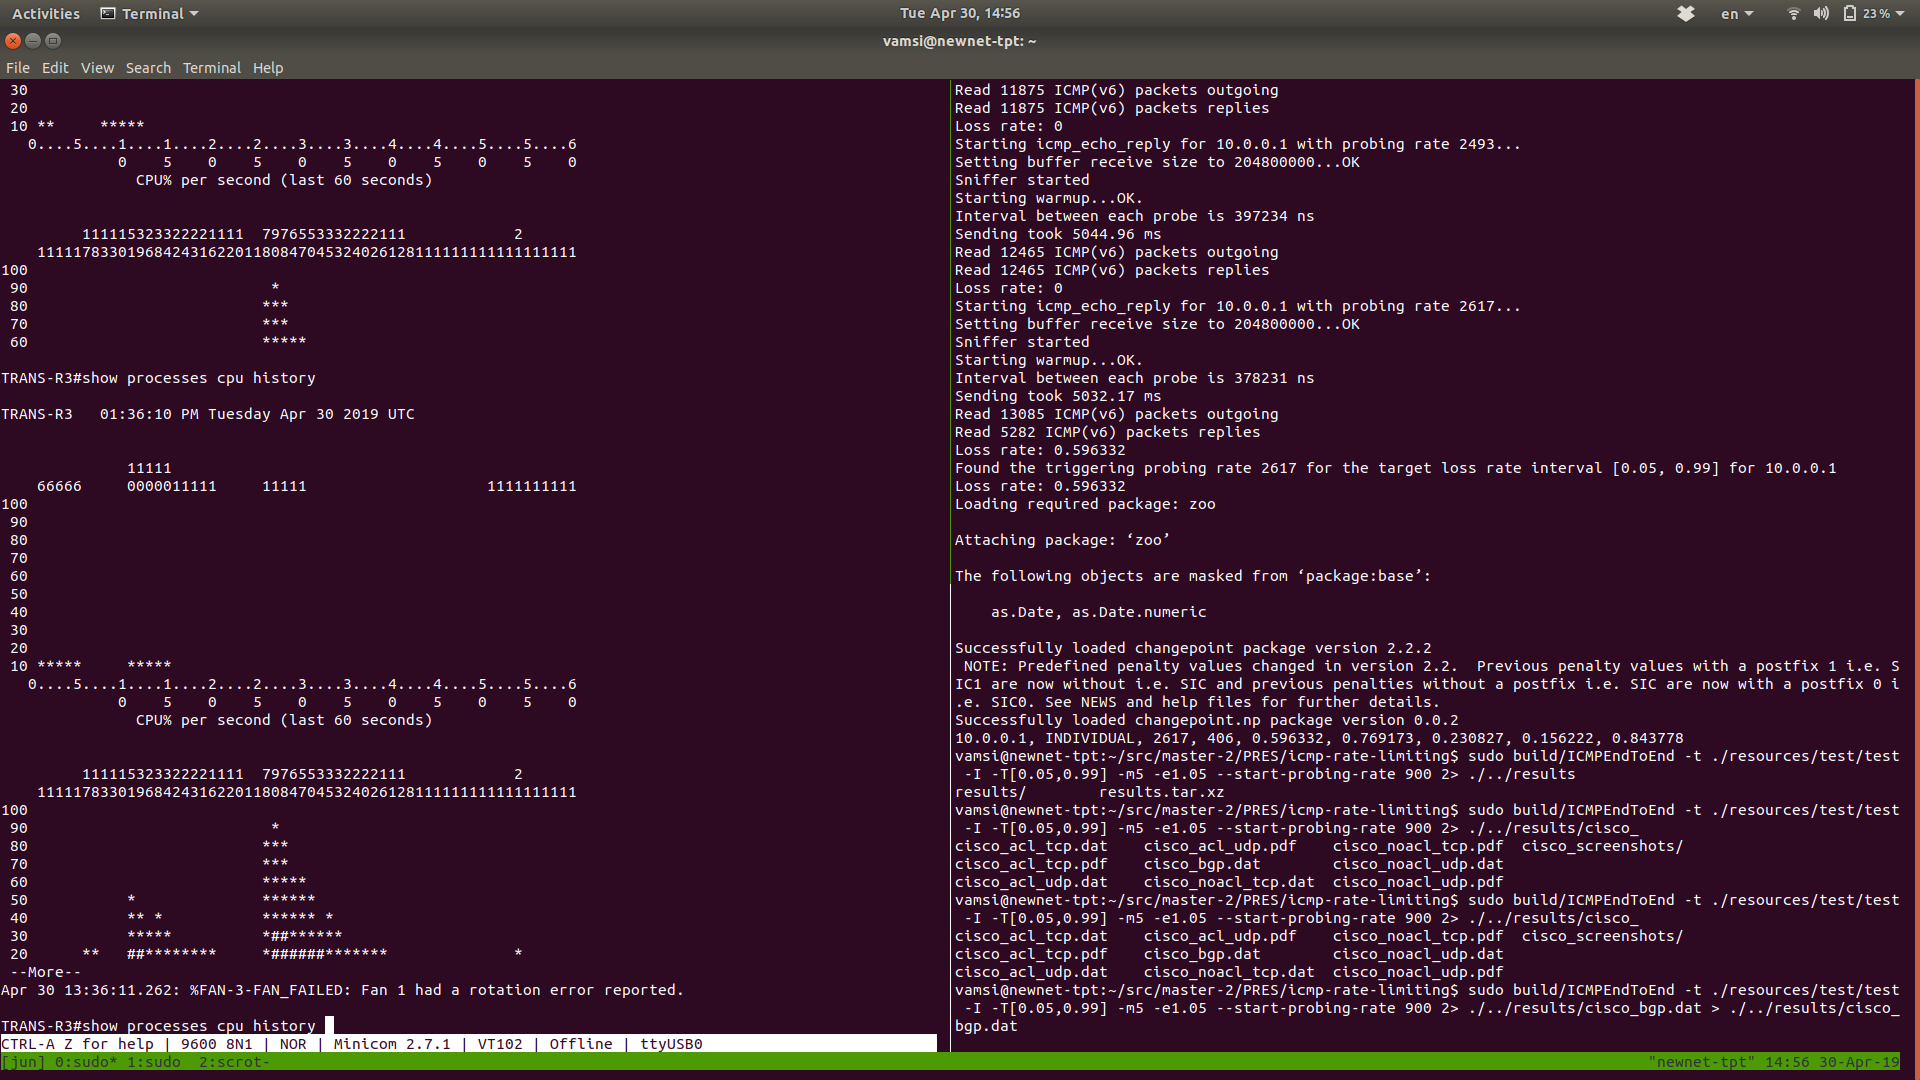 Activities Terminal Tue Apr 30, 14:56 en 23 %
vamsi@newnet-tpt: ~
File Edit View Search Terminal Help
30
20
10 **     *****
0....5....1....1....2....2....3....3....4....4....5....5....6
0    5    0    5    0    5    0    5    0    5    0
CPU% per second (last 60 seconds)
111115323322221111  7976553332222111            2
111117833019684243162201180847045324026128111111111111111111
100
90                           *
80                          ***
70                          ***
60                          *****
TRANS-R3#show processes cpu history
TRANS-R3   01:36:10 PM Tuesday Apr 30 2019 UTC
11111
66666     0000011111     11111                    1111111111
100
90
80
70
60
50
40
30
20
10 *****     *****
0....5....1....1....2....2....3....3....4....4....5....5....6
0    5    0    5    0    5    0    5    0    5    0
CPU% per second (last 60 seconds)
111115323322221111  7976553332222111            2
111117833019684243162201180847045324026128111111111111111111
100
90                           *
80                          ***
70                          ***
60                          *****
50           *              ******
40           ** *           ****** *
30           *****          *##******
20      **   ##********     *######*******              *
--More--
Apr 30 13:36:11.262: %FAN-3-FAN_FAILED: Fan 1 had a rotation error reported.
TRANS-R3#show processes cpu history
CTRL-A Z for help | 9600 8N1 | NOR | Minicom 2.7.1 | VT102 | Offline | ttyUSB0
Read 11875 ICMP(v6) packets outgoing
Read 11875 ICMP(v6) packets replies
Loss rate: 0
Starting icmp_echo_reply for 10.0.0.1 with probing rate 2493...
Setting buffer receive size to 204800000...OK
Sniffer started
Starting warmup...OK.
Interval between each probe is 397234 ns
Sending took 5044.96 ms
Read 12465 ICMP(v6) packets outgoing
Read 12465 ICMP(v6) packets replies
Loss rate: 0
Starting icmp_echo_reply for 10.0.0.1 with probing rate 2617...
Setting buffer receive size to 204800000...OK
Sniffer started
Starting warmup...OK.
Interval between each probe is 378231 ns
Sending took 5032.17 ms
Read 13085 ICMP(v6) packets outgoing
Read 5282 ICMP(v6) packets replies
Loss rate: 0.596332
Found the triggering probing rate 2617 for the target loss rate interval [0.05, 0.99] for 10.0.0.1
Loss rate: 0.596332
Loading required package: zoo
Attaching package: ‘zoo’
The following objects are masked from ‘package:base’:
as.Date, as.Date.numeric
Successfully loaded changepoint package version 2.2.2
NOTE: Predefined penalty values changed in version 2.2.  Previous penalty values with a postfix 1 i.e. S
IC1 are now without i.e. SIC and previous penalties without a postfix i.e. SIC are now with a postfix 0 i
.e. SIC0. See NEWS and help files for further details.
Successfully loaded changepoint.np package version 0.0.2
10.0.0.1, INDIVIDUAL, 2617, 406, 0.596332, 0.769173, 0.230827, 0.156222, 0.843778
vamsi@newnet-tpt:~/src/master-2/PRES/icmp-rate-limiting$ sudo build/ICMPEndToEnd -t ./resources/test/test
-I -T[0.05,0.99] -m5 -e1.05 --start-probing-rate 900 2> ./../results
results/        results.tar.xz
vamsi@newnet-tpt:~/src/master-2/PRES/icmp-rate-limiting$ sudo build/ICMPEndToEnd -t ./resources/test/test
-I -T[0.05,0.99] -m5 -e1.05 --start-probing-rate 900 2> ./../results/cisco_
cisco_acl_tcp.dat    cisco_acl_udp.pdf    cisco_noacl_tcp.pdf  cisco_screenshots/
cisco_acl_tcp.pdf    cisco_bgp.dat        cisco_noacl_udp.dat
cisco_acl_udp.dat    cisco_noacl_tcp.dat  cisco_noacl_udp.pdf
vamsi@newnet-tpt:~/src/master-2/PRES/icmp-rate-limiting$ sudo build/ICMPEndToEnd -t ./resources/test/test
-I -T[0.05,0.99] -m5 -e1.05 --start-probing-rate 900 2> ./../results/cisco_
cisco_acl_tcp.dat    cisco_acl_udp.pdf    cisco_noacl_tcp.pdf  cisco_screenshots/
cisco_acl_tcp.pdf    cisco_bgp.dat        cisco_noacl_udp.dat
cisco_acl_udp.dat    cisco_noacl_tcp.dat  cisco_noacl_udp.pdf
vamsi@newnet-tpt:~/src/master-2/PRES/icmp-rate-limiting$ sudo build/ICMPEndToEnd -t ./resources/test/test
-I -T[0.05,0.99] -m5 -e1.05 --start-probing-rate 900 2> ./../results/cisco_bgp.dat > ./../results/cisco_
bgp.dat
[jun] 0:sudo* 1:sudo  2:scrot- "newnet-tpt" 14:56 30-Apr-19